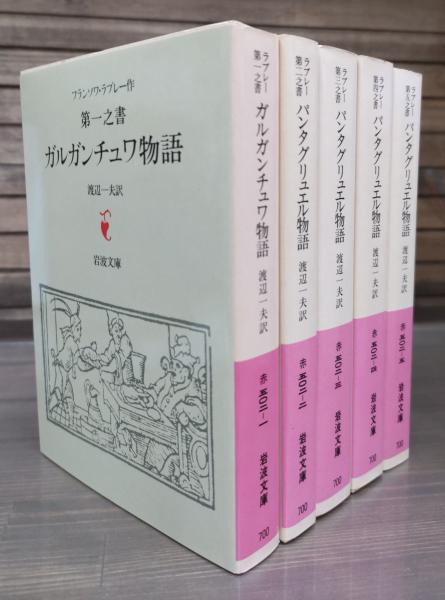 フランソワ・ラブレー作
第一之書
ガルガンチュワ物語
渡辺一夫訳
岩波文庫
ラブレー
第一之書
ガルガンチュワ物語
渡辺一夫訳
赤 五〇二-一
岩波文庫
700
ラブレー
第二之書
パンタグリュエル物語
渡辺一夫訳
赤 五〇二-二
岩波文庫
700
ラブレー
第三之書
パンタグリュエル物語
渡辺一夫訳
赤 五〇二-三
岩波文庫
700
ラブレー
第四之書
パンタグリュエル物語
渡辺一夫訳
赤 五〇二-四
岩波文庫
700
ラブレー
第五之書
パンタグリュエル物語
渡辺一夫訳
赤 五〇二-五
岩波文庫
700